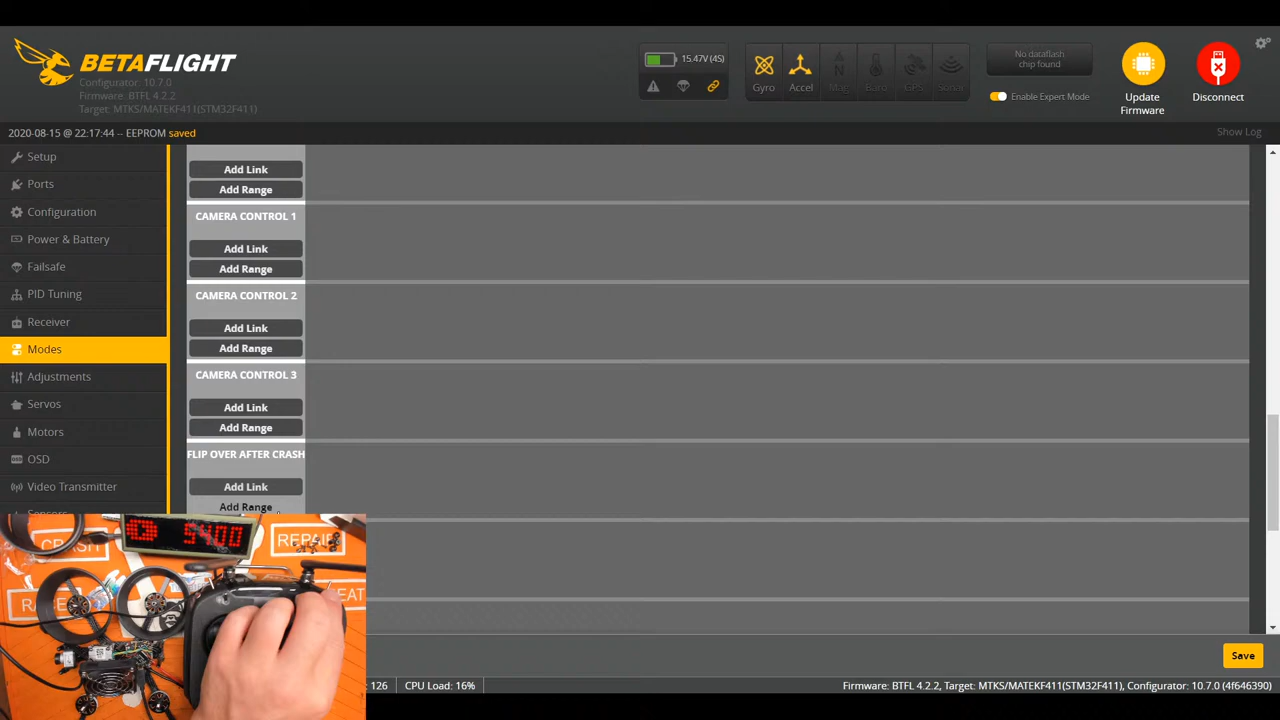 BETAFLIGHT
Configurator: 10.7.0
Firmware: BTFL 4.2.2
Target: MTKS/MATEKF411(STM32F411)
15.47V (4S)
Gyro
Accel
Mag
Baro
GPS
Sonar
No dataflash
chip found
Enable Expert Mode
Update
Firmware
Disconnect
2020-08-15 @ 22:17:44 -- EEPROM saved
Show Log
Setup
Ports
Configuration
Power & Battery
Failsafe
PID Tuning
Receiver
Modes
Adjustments
Servos
Motors
OSD
Video Transmitter
Sensors
Add Link
Add Range
CAMERA CONTROL 1
Add Link
Add Range
CAMERA CONTROL 2
Add Link
Add Range
CAMERA CONTROL 3
Add Link
Add Range
FLIP OVER AFTER CRASH
Add Link
Add Range
CRASH
5400
REPAIR
RACE
EAT
Save
: 126
CPU Load: 16%
Firmware: BTFL 4.2.2, Target: MTKS/MATEKF411(STM32F411), Configurator: 10.7.0 (4f646390)